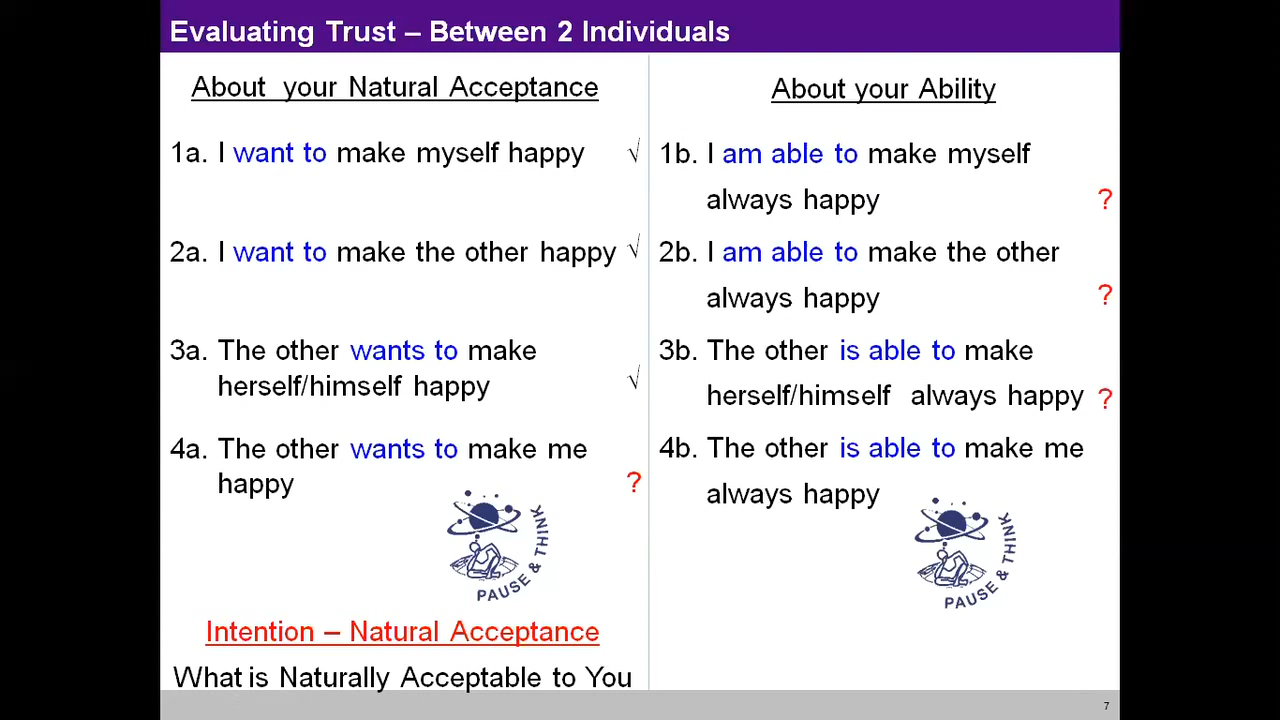 Evaluating Trust – Between 2 Individuals
About your Natural Acceptance
1a. I want to make myself happy √
2a. I want to make the other happy √
3a. The other wants to make
herself/himself happy √
4a. The other wants to make me
happy ?
PAUSE & THINK
Intention – Natural Acceptance
What is Naturally Acceptable to You
About your Ability
1b. I am able to make myself
always happy ?
2b. I am able to make the other
always happy ?
3b. The other is able to make
herself/himself always happy ?
4b. The other is able to make me
always happy
PAUSE & THINK
7